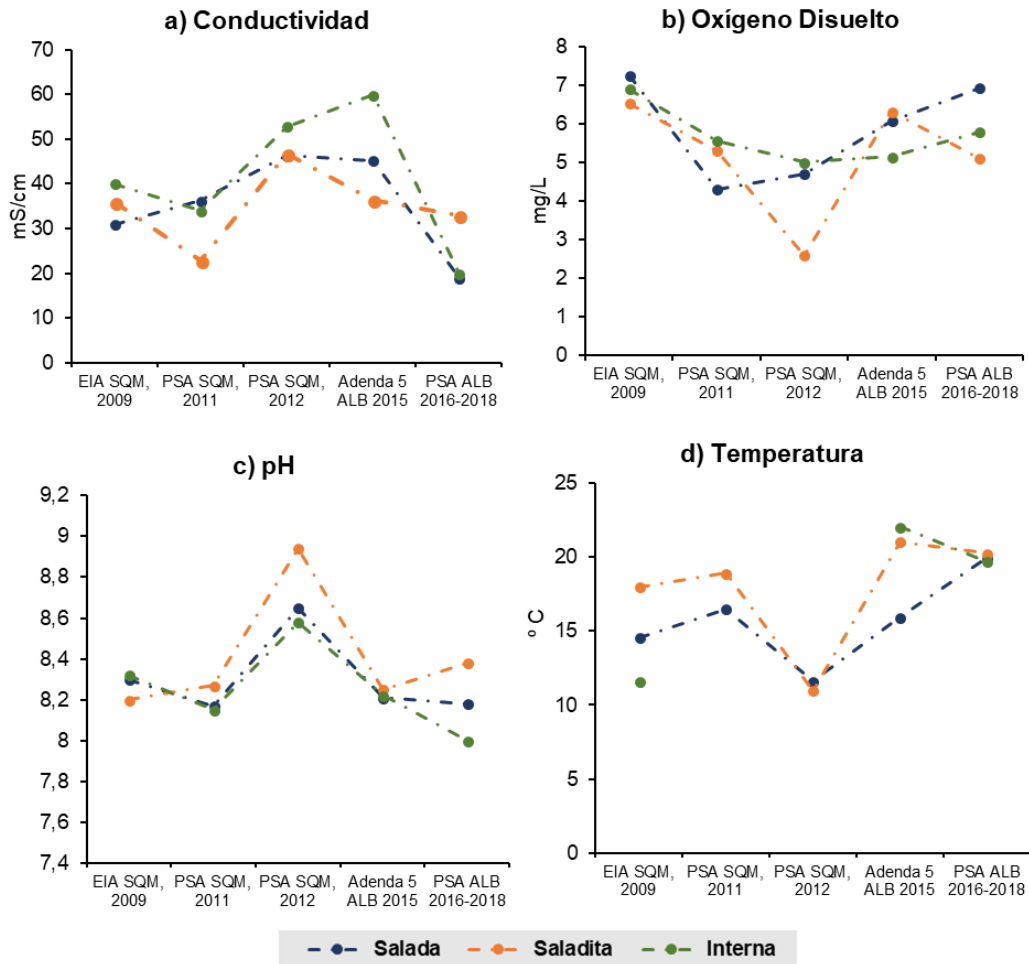 a) Conductividad
70
60
50
40
30
20
10
0
mS/cm
EIA SQM,
2009
PSA SQM,
2011
PSA SQM,
2012
Adenda 5
ALB 2015
PSA ALB
2016-2018
b) Oxígeno Disuelto
8
7
6
5
4
3
2
1
0
mg/L
EIA SQM,
2009
PSA SQM,
2011
PSA SQM,
2012
Adenda 5
ALB 2015
PSA ALB
2016-2018
c) pH
9,2
9
8,8
8,6
8,4
8,2
8
7,8
7,6
7,4
EIA SQM,
2009
PSA SQM,
2011
PSA SQM,
2012
Adenda 5
ALB 2015
PSA ALB
2016-2018
d) Temperatura
25
20
15
10
5
0
º C
EIA SQM,
2009
PSA SQM,
2011
PSA SQM,
2012
Adenda 5
ALB 2015
PSA ALB
2016-2018
Salada Saladita Interna